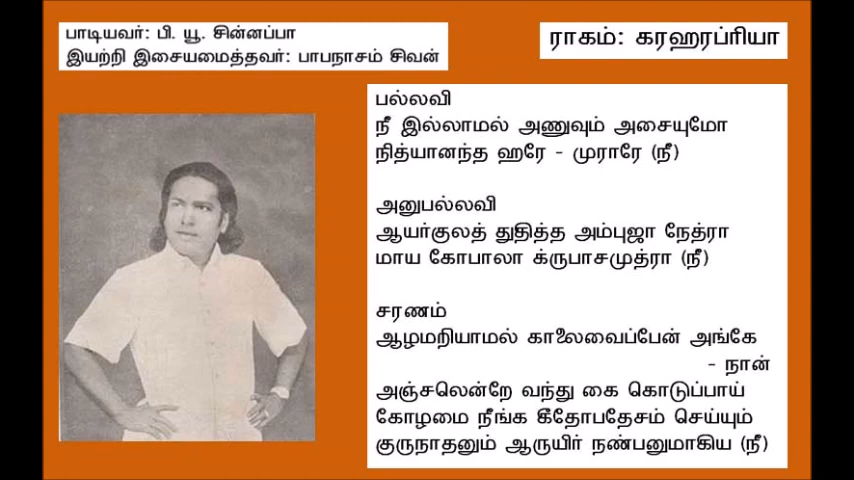 பாடியவர்: பி. யூ. சின்னப்பா
இயற்றி இசையமைத்தவர்: பாபநாசம் சிவன்
ராகம்: கரஹரப்ரியா
பல்லவி
நீ இல்லாமல் அணுவும் அசையுமோ
நித்யானந்த ஹரே - முராரே (நீ)
அனுபல்லவி
ஆயர்குலத் துதித்த அம்புஜா நேத்ரா
மாய கோபாலா க்ருபாசமுத்ரா (நீ)
சரணம்
ஆழமறியாமல் காலைவைப்பேன் அங்கே
- நான்
அஞ்சலென்றே வந்து கை கொடுப்பாய்
கோழமை நீங்க கீதோபதேசம் செய்யும்
குருநாதனும் ஆருயிர் நண்பனுமாகிய (நீ)